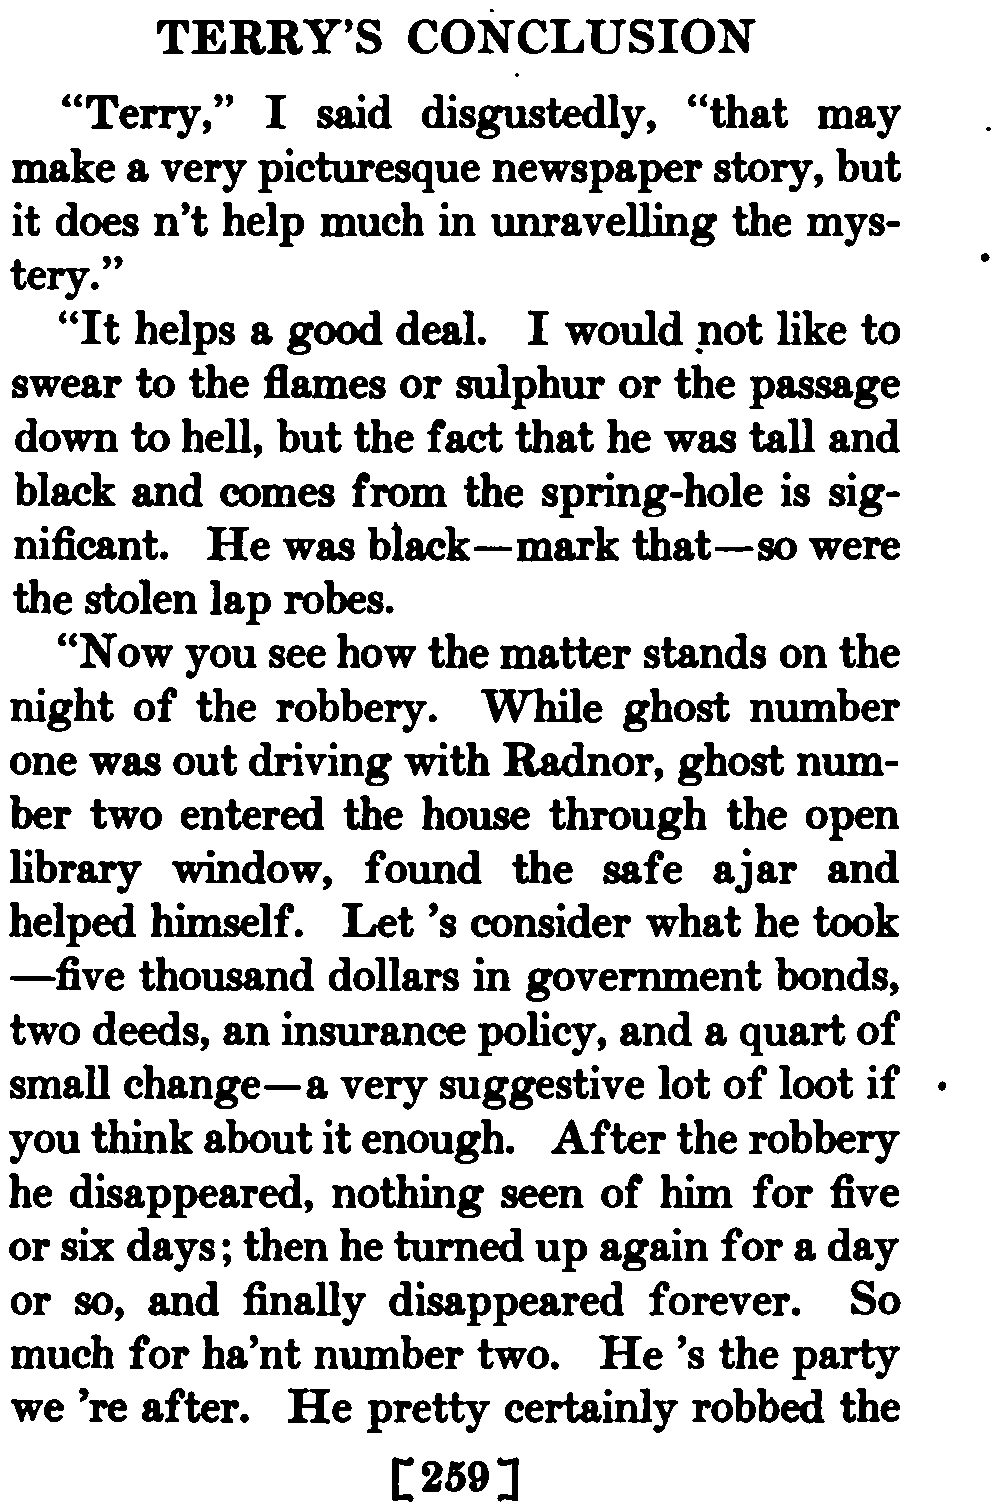 TERRY'S CONCLUSION
“Terry,” I said disgustedly, “that may
make a very picturesque newspaper story, but
it does n't help much in unravelling the mys-
tery.”
“It helps a good deal. I would not like to
swear to the flames or sulphur or the passage
down to hell, but the fact that he was tall and
black and comes from the spring-hole is sig-
nificant. He was black—mark that—so were
the stolen lap robes.
“Now you see how the matter stands on the
night of the robbery. While ghost number
one was out driving with Radnor, ghost num-
ber two entered the house through the open
library window, found the safe ajar and
helped himself. Let 's consider what he took
—five thousand dollars in government bonds,
two deeds, an insurance policy, and a quart of
small change—a very suggestive lot of loot if
you think about it enough. After the robbery
he disappeared, nothing seen of him for five
or six days; then he turned up again for a day
or so, and finally disappeared forever. So
much for ha'nt number two. He 's the party
we 're after. He pretty certainly robbed the
[259]